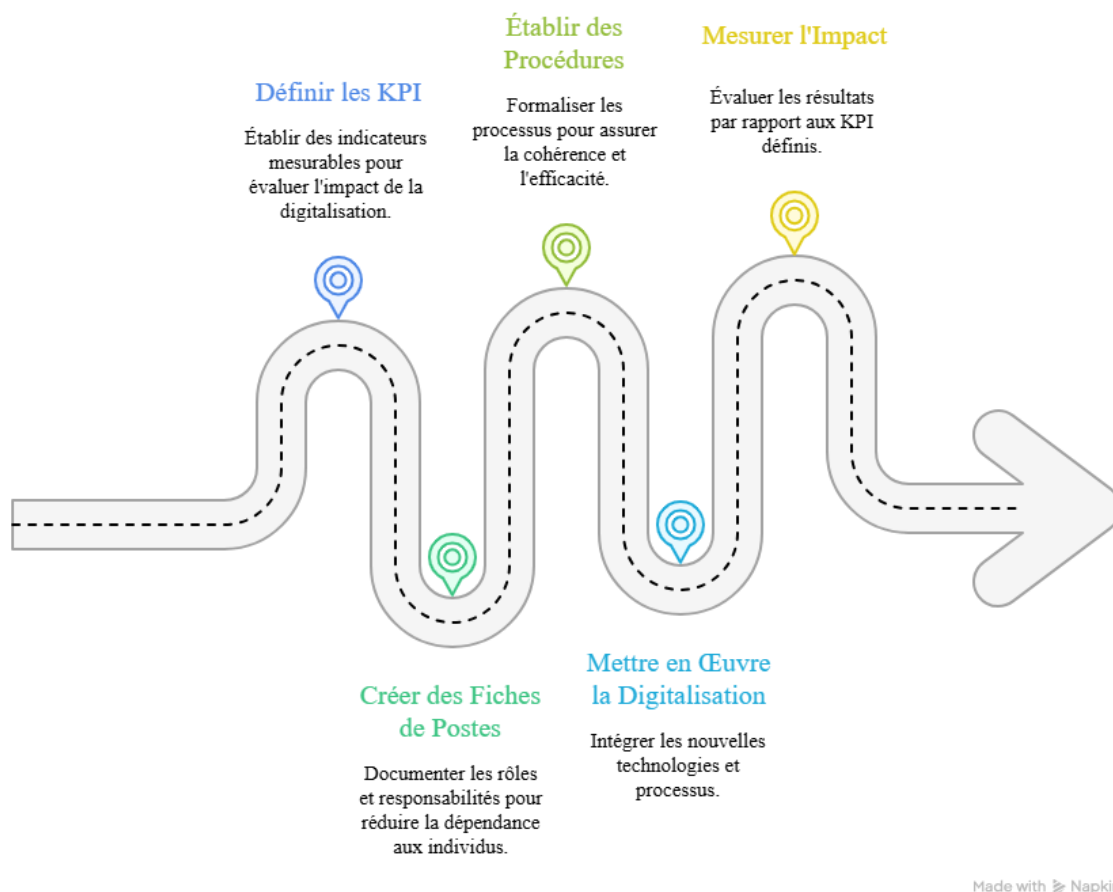 Définir les KPI
Établir des indicateurs
mesurables pour
évaluer l'impact de la
digitalisation.
Créer des Fiches
de Postes
Documenter les rôles
et responsabilités pour
réduire la dépendance
aux individus.
Établir des
Procédures
Formaliser les
processus pour assurer
la cohérence et
l'efficacité.
Mettre en Œuvre
la Digitalisation
Intégrer les nouvelles
technologies et
processus.
Mesurer l'Impact
Évaluer les résultats
par rapport aux KPI
définis.
Made with Napki